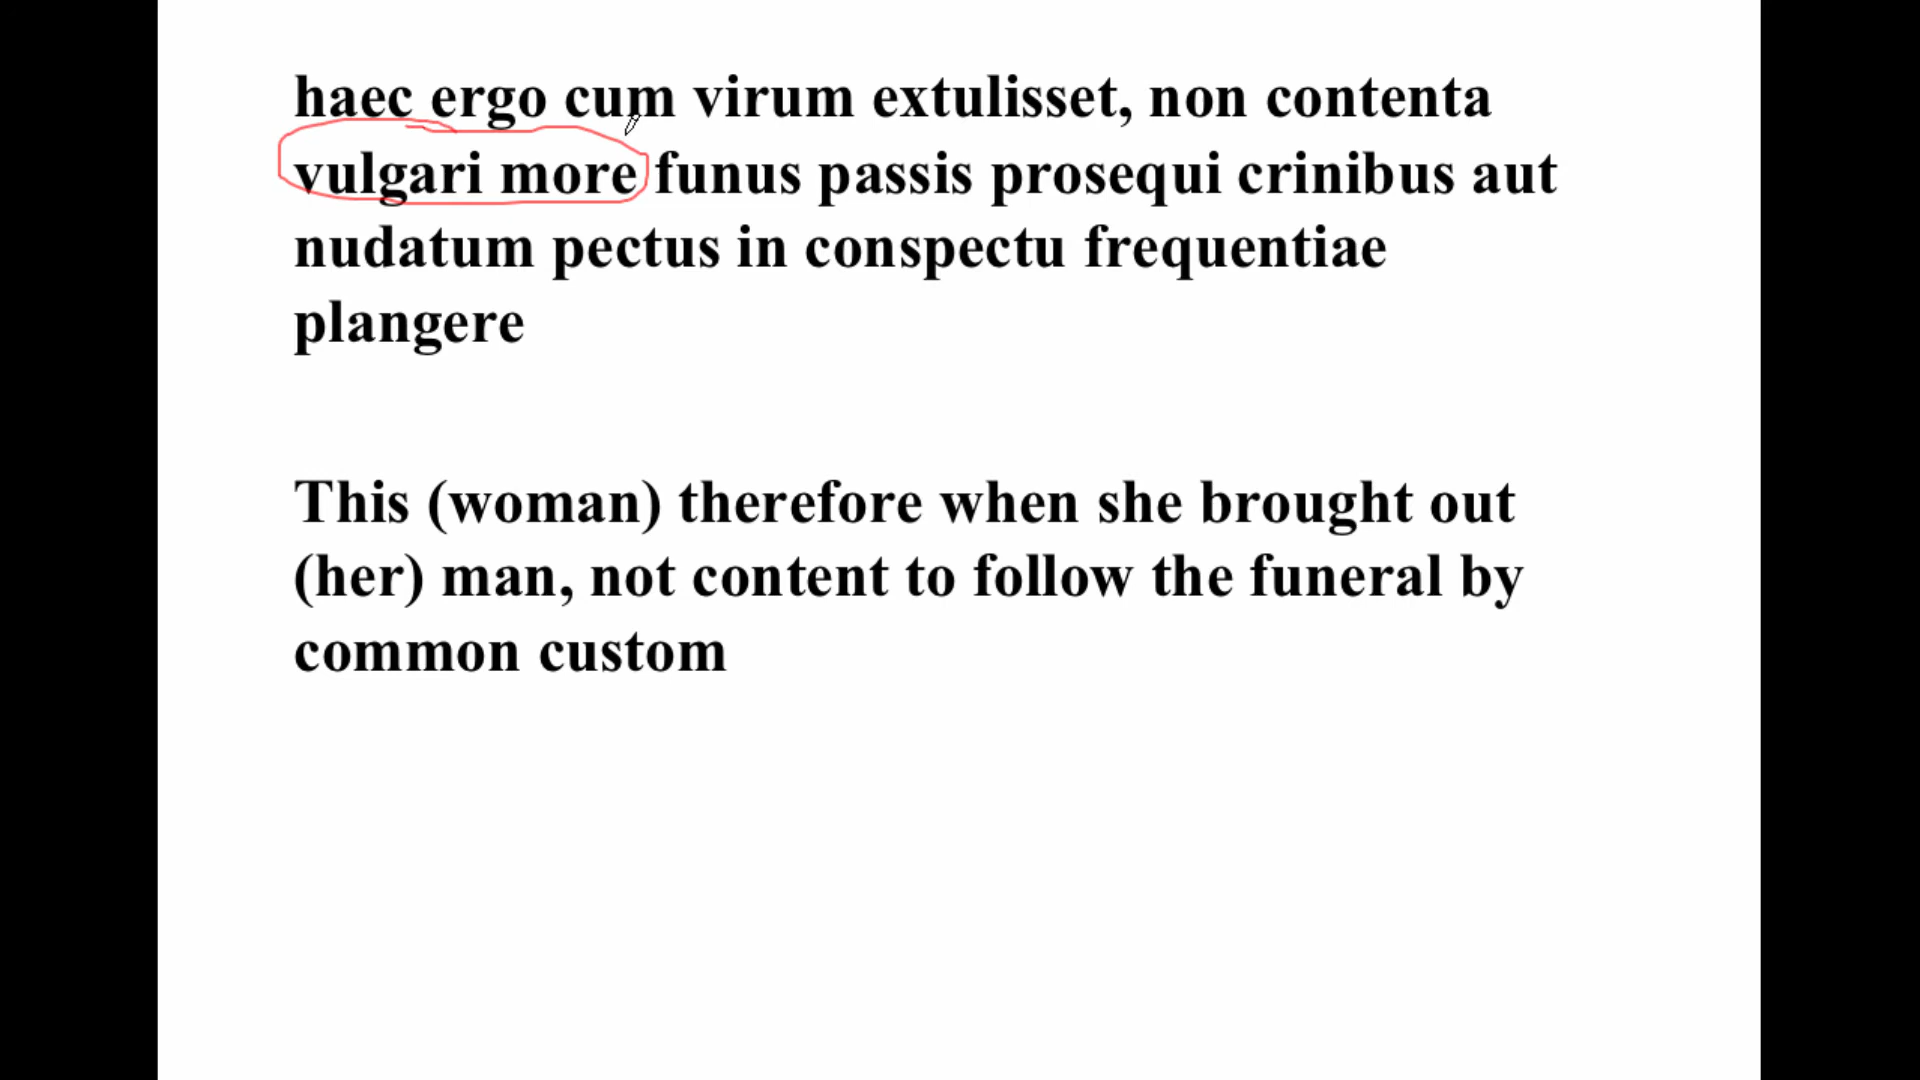 haec ergo cum virum extulisset, non contenta
vulgari more funus passis prosequi crinibus aut
nudatum pectus in conspectu frequentiae
plangere
This (woman) therefore when she brought out
(her) man, not content to follow the funeral by
common custom